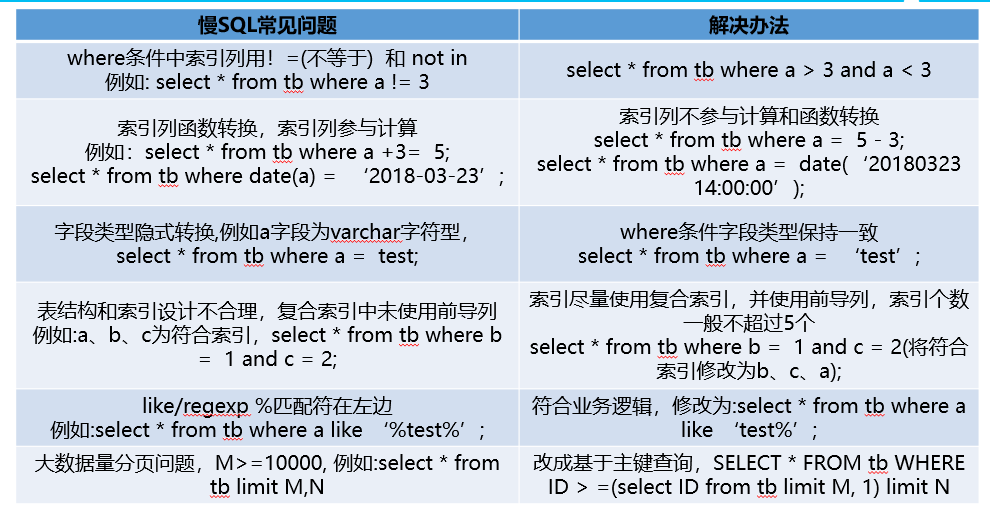 慢SQL常见问题
解决办法
where条件中索引列用！=(不等于) 和 not in
例如: select * from tb where a != 3
select * from tb where a > 3 and a < 3
索引列函数转换，索引列参与计算
例如：select * from tb where a +3= 5;
select * from tb where date(a) = ‘2018-03-23’;
索引列不参与计算和函数转换
select * from tb where a = 5 - 3;
select * from tb where a = date(‘20180323
14:00:00’);
字段类型隐式转换,例如a字段为varchar字符型，
select * from tb where a = test;
where条件字段类型保持一致
select * from tb where a = ‘test’;
表结构和索引设计不合理，复合索引中未使用前导列
例如:a、b、c为符合索引，select * from tb where b
= 1 and c = 2;
索引尽量使用复合索引，并使用前导列，索引个数
一般不超过5个
select * from tb where b = 1 and c = 2(将符合
索引修改为b、c、a);
like/regexp %匹配符在左边
例如:select * from tb where a like ‘%test%’;
符合业务逻辑，修改为:select * from tb where a
like ‘test%’;
大数据量分页问题，M>=10000, 例如:select * from
tb limit M,N
改成基于主键查询，SELECT * FROM tb WHERE
ID > =(select ID from tb limit M, 1) limit N